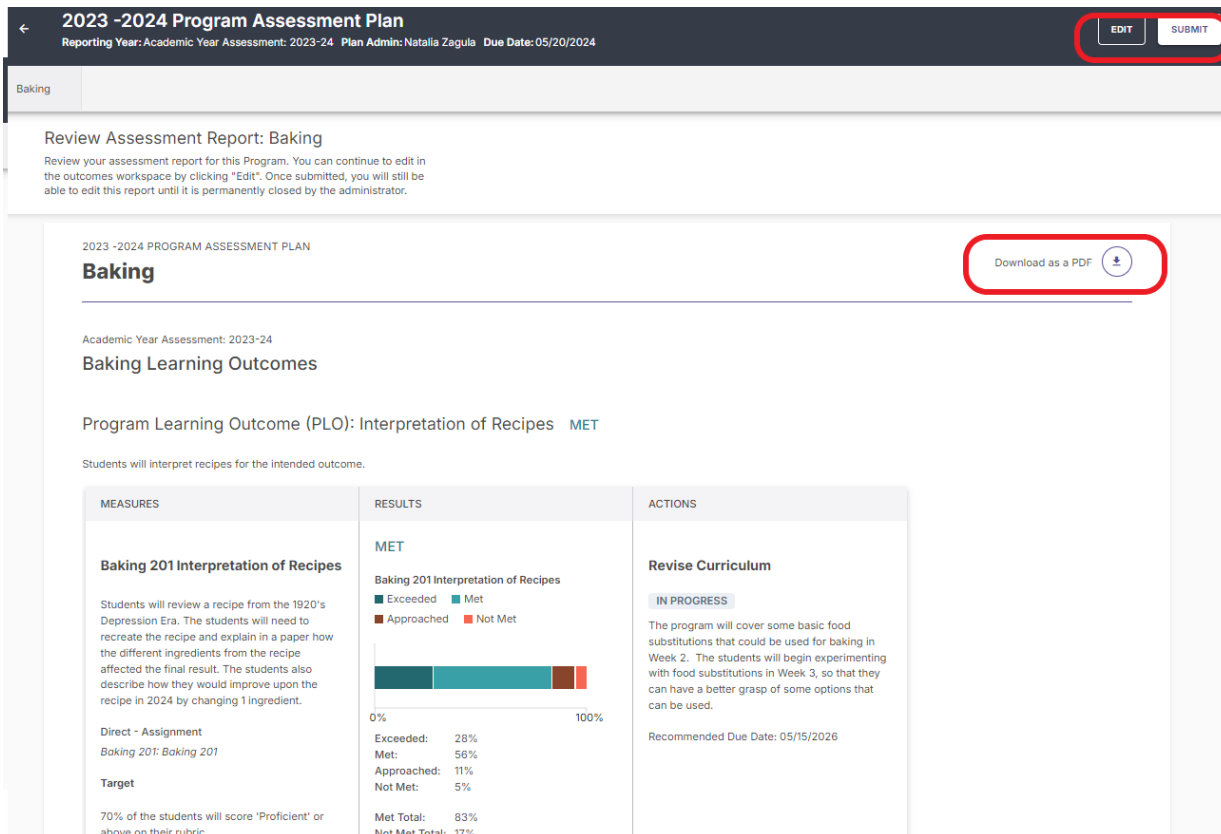 2023 -2024 Program Assessment Plan
Reporting Year: Academic Year Assessment: 2023-24 Plan Admin: Natalia Zagula Due Date: 05/20/2024
EDIT
SUBMIT
Baking
Review Assessment Report: Baking
Review your assessment report for this Program. You can continue to edit in
the outcomes workspace by clicking "Edit". Once submitted, you will still be
able to edit this report until it is permanently closed by the administrator.
2023 -2024 PROGRAM ASSESSMENT PLAN
Baking
Download as a PDF
Academic Year Assessment: 2023-24
Baking Learning Outcomes
Program Learning Outcome (PLO): Interpretation of Recipes MET
Students will interpret recipes for the intended outcome.
MEASURES
Baking 201 Interpretation of Recipes
Students will review a recipe from the 1920's
Depression Era. The students will need to
recreate the recipe and explain in a paper how
the different ingredients from the recipe
affected the final result. The students also
describe how they would improve upon the
recipe in 2024 by changing 1 ingredient.
Direct - Assignment
Baking 201: Baking 201
Target
70% of the students will score 'Proficient' or
above on their rubric
RESULTS
MET
Baking 201 Interpretation of Recipes
Exceeded Met
Approached Not Met
0% 100%
Exceeded: 28%
Met: 56%
Approached: 11%
Not Met: 5%
Met Total: 83%
Not Met Total: 17%
ACTIONS
Revise Curriculum
IN PROGRESS
The program will cover some basic food
substitutions that could be used for baking in
Week 2. The students will begin experimenting
with food substitutions in Week 3, so that they
can have a better grasp of some options that
can be used.
Recommended Due Date: 05/15/2026